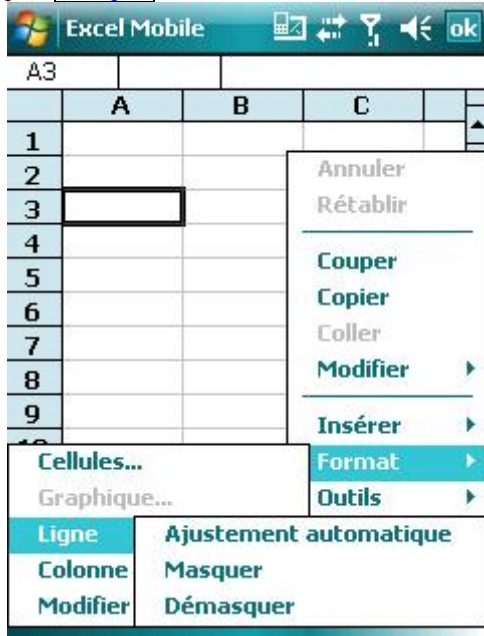 Excel Mobile ok
A3
A B C
1
2
3
4
5
6
7
8
9
Annuler
Rétablir
Couper
Copier
Coller
Modifier
Insérer
Format
Outils
Cellules...
Graphique...
Ligne
Colonne
Modifier
Ajustement automatique
Masquer
Démasquer